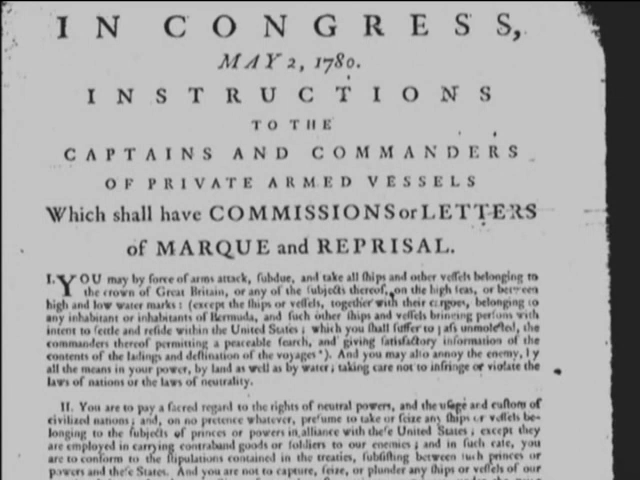 IN CONGRESS,
MAY 2, 1780.
INSTRUCTIONS
TO THE
CAPTAINS AND COMMANDERS
OF PRIVATE ARMED VESSELS
Which shall have COMMISSIONS or LETTERS
of MARQUE and REPRISAL.
I. YOU may by force of arms attack, subdue, and take all ſhips and other veſſels belonging to
the crown of Great Britain, or any of the ſubjects thereof, on the high ſeas, or between
high and low water marks: (except the ſhips or veſſels, together with their cargoes, belonging to
any inhabitant or inhabitants of Bermuda, and ſuch other ſhips and veſſels bringing perſons with
intent to ſettle and reſide within the United States; which you ſhall ſuffer to paſs unmoleſted, the
commanders thereof permitting a peaceable ſearch, and giving ſatisfactory information of the
contents of the ladings and deſtination of the voyages*). And you may alſo annoy the enemy, by
all the means in your power, by land as well as by water; taking care not to infringe or violate the
laws of nations or the laws of neutrality.
II. You are to pay a ſacred regard to the rights of neutral powers, and the uſage and cuſtom of
civilized nations; and, on no pretence whatever, preſume to take or ſeize any ſhips or veſſels be-
longing to the ſubjects of princes or powers in alliance with theſe United States; except they
are employed in carrying contraband goods or ſoldiers to our enemies; and in ſuch caſe, you
are to conform to the ſtipulations contained in the treaties, ſubſiſting between ſuch princes or
powers and theſe States. And you are not to capture, ſeize, or plunder any ſhips or veſſels of our